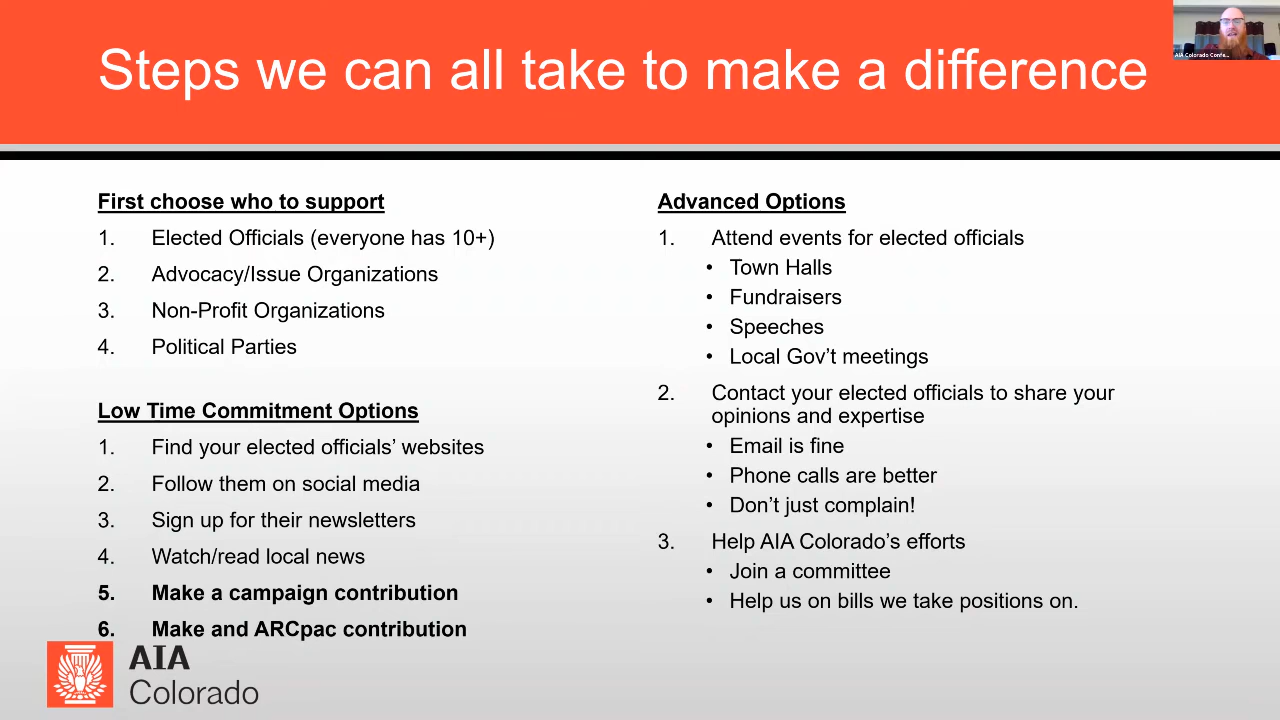 Steps we can all take to make a difference
AIA Colorado Confe...
First choose who to support
1. Elected Officials (everyone has 10+)
2. Advocacy/Issue Organizations
3. Non-Profit Organizations
4. Political Parties
Low Time Commitment Options
1. Find your elected officials’ websites
2. Follow them on social media
3. Sign up for their newsletters
4. Watch/read local news
5. Make a campaign contribution
6. Make and ARCpac contribution
Advanced Options
1. Attend events for elected officials
• Town Halls
• Fundraisers
• Speeches
• Local Gov’t meetings
2. Contact your elected officials to share your
opinions and expertise
• Email is fine
• Phone calls are better
• Don’t just complain!
3. Help AIA Colorado’s efforts
• Join a committee
• Help us on bills we take positions on.
AIA
Colorado